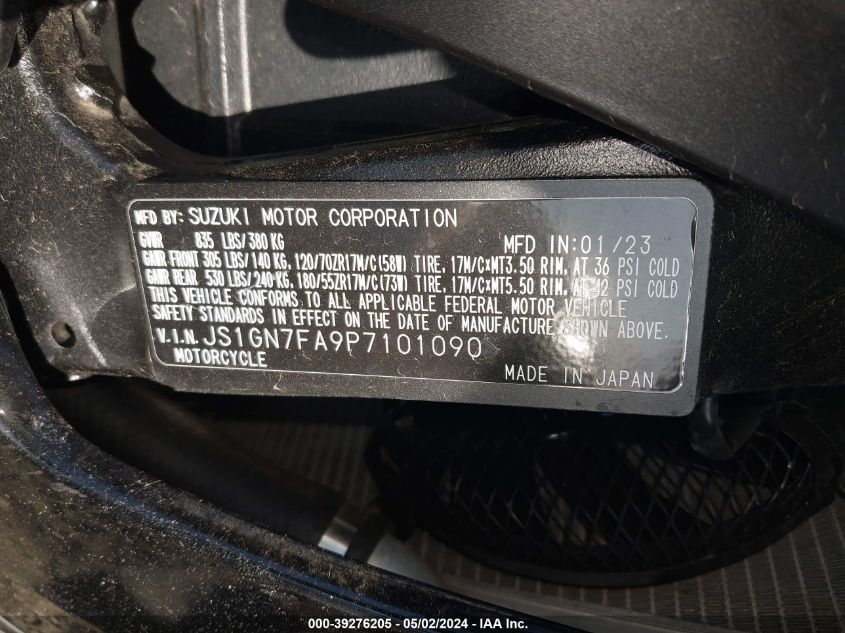 MFD BY: SUZUKI MOTOR CORPORATION
GVWR 835 LBS/380 KG MFD IN: 01/23
GAWR FRONT 305 LBS/140 KG, 120/70ZR17M/C(58W) TIRE, 17M/C×MT3.50 RIM, AT 36 PSI COLD
GAWR REAR 530 LBS/240 KG, 180/55ZR17M/C(73W) TIRE, 17M/C×MT5.50 RIM, AT 42 PSI COLD
THIS VEHICLE CONFORMS TO ALL APPLICABLE FEDERAL MOTOR VEHICLE
SAFETY STANDARDS IN EFFECT ON THE DATE OF MANUFACTURE SHOWN ABOVE.
V.I.N. JS1GN7FA9P7101090
MOTORCYCLE MADE IN JAPAN
000-39276205 - 05/02/2024 - IAA Inc.